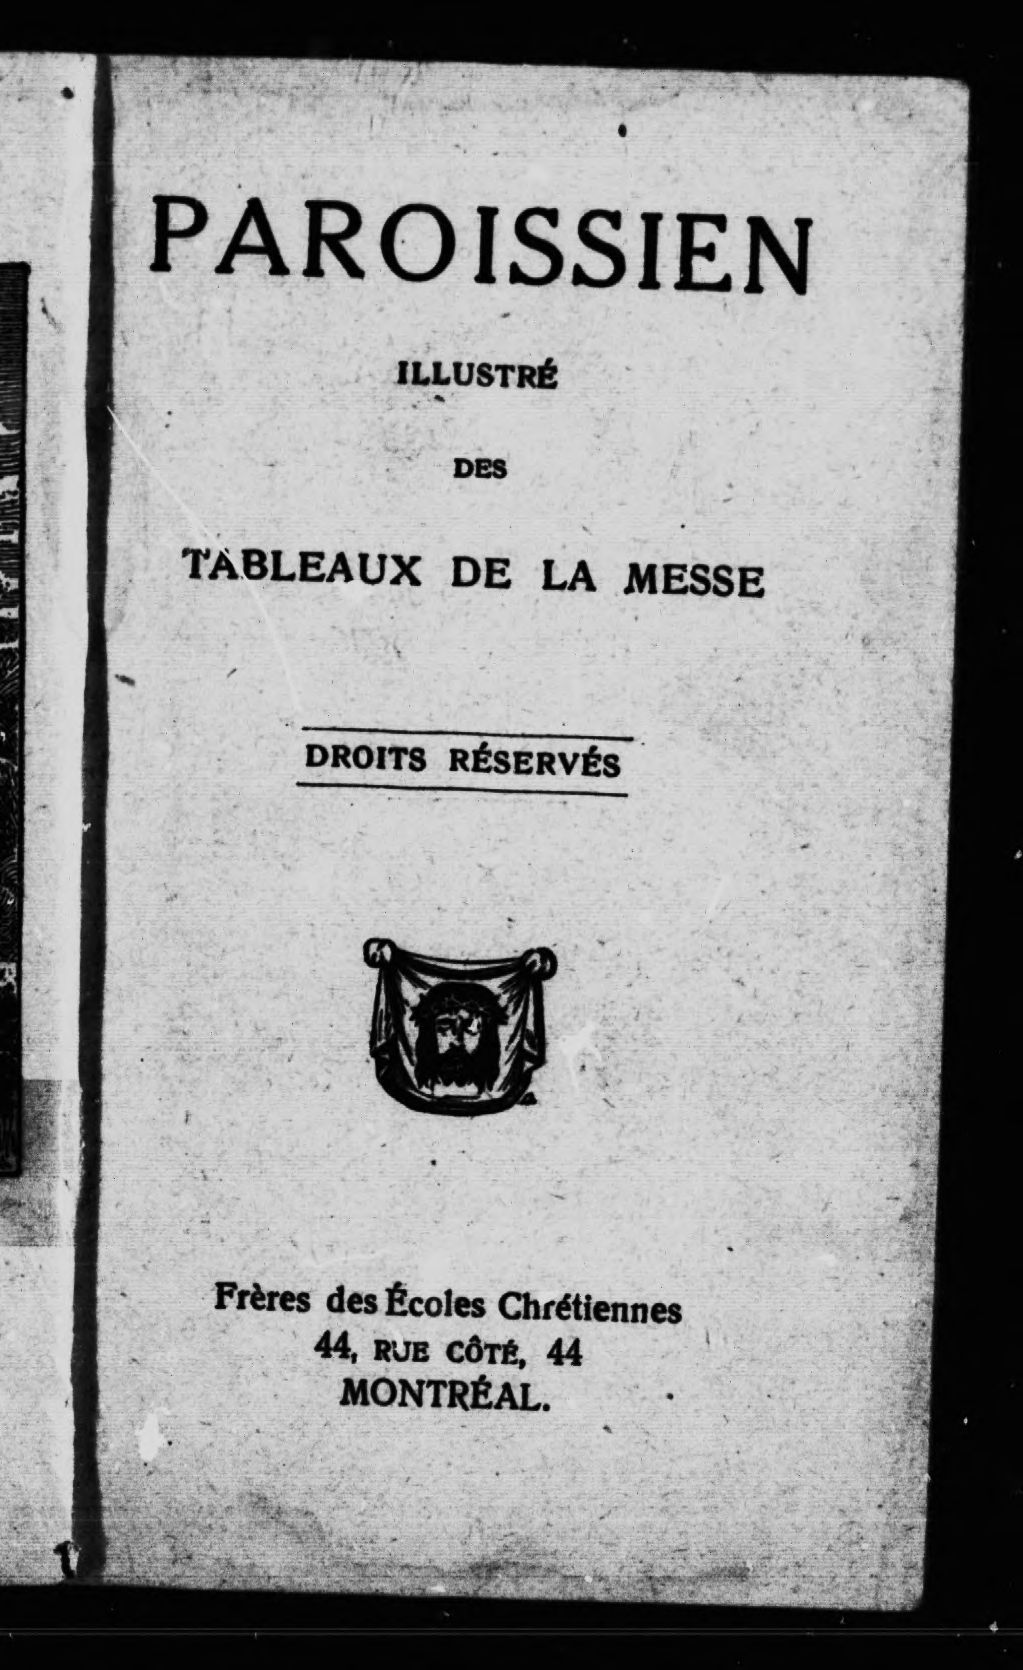 PAROISSIEN
ILLUSTRÉ
DES
TABLEAUX DE LA MESSE
DROITS RÉSERVÉS
Frères des Écoles Chrétiennes
44, RUE CÔTÉ, 44
MONTRÉAL.